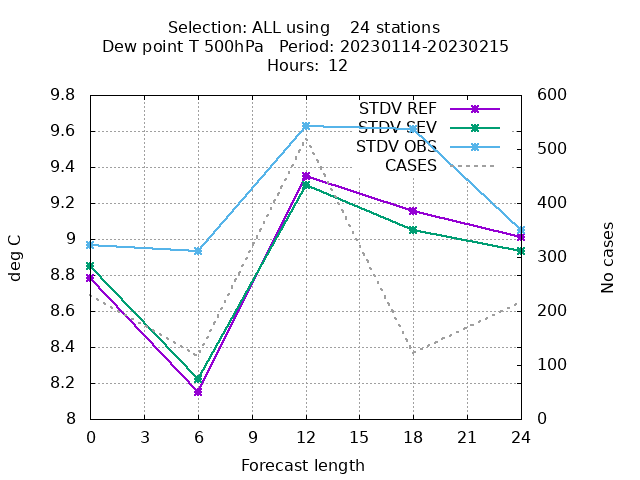 Selection: ALL using    24 stations
Dew point T 500hPa   Period: 20230114-20230215
Hours:  12
STDV REF
STDV SEV
STDV OBS
CASES
9.8
9.6
9.4
9.2
9
8.8
8.6
8.4
8.2
8
600
500
400
300
200
100
0
deg C
No cases
0 3 6 9 12 15 18 21 24
Forecast length